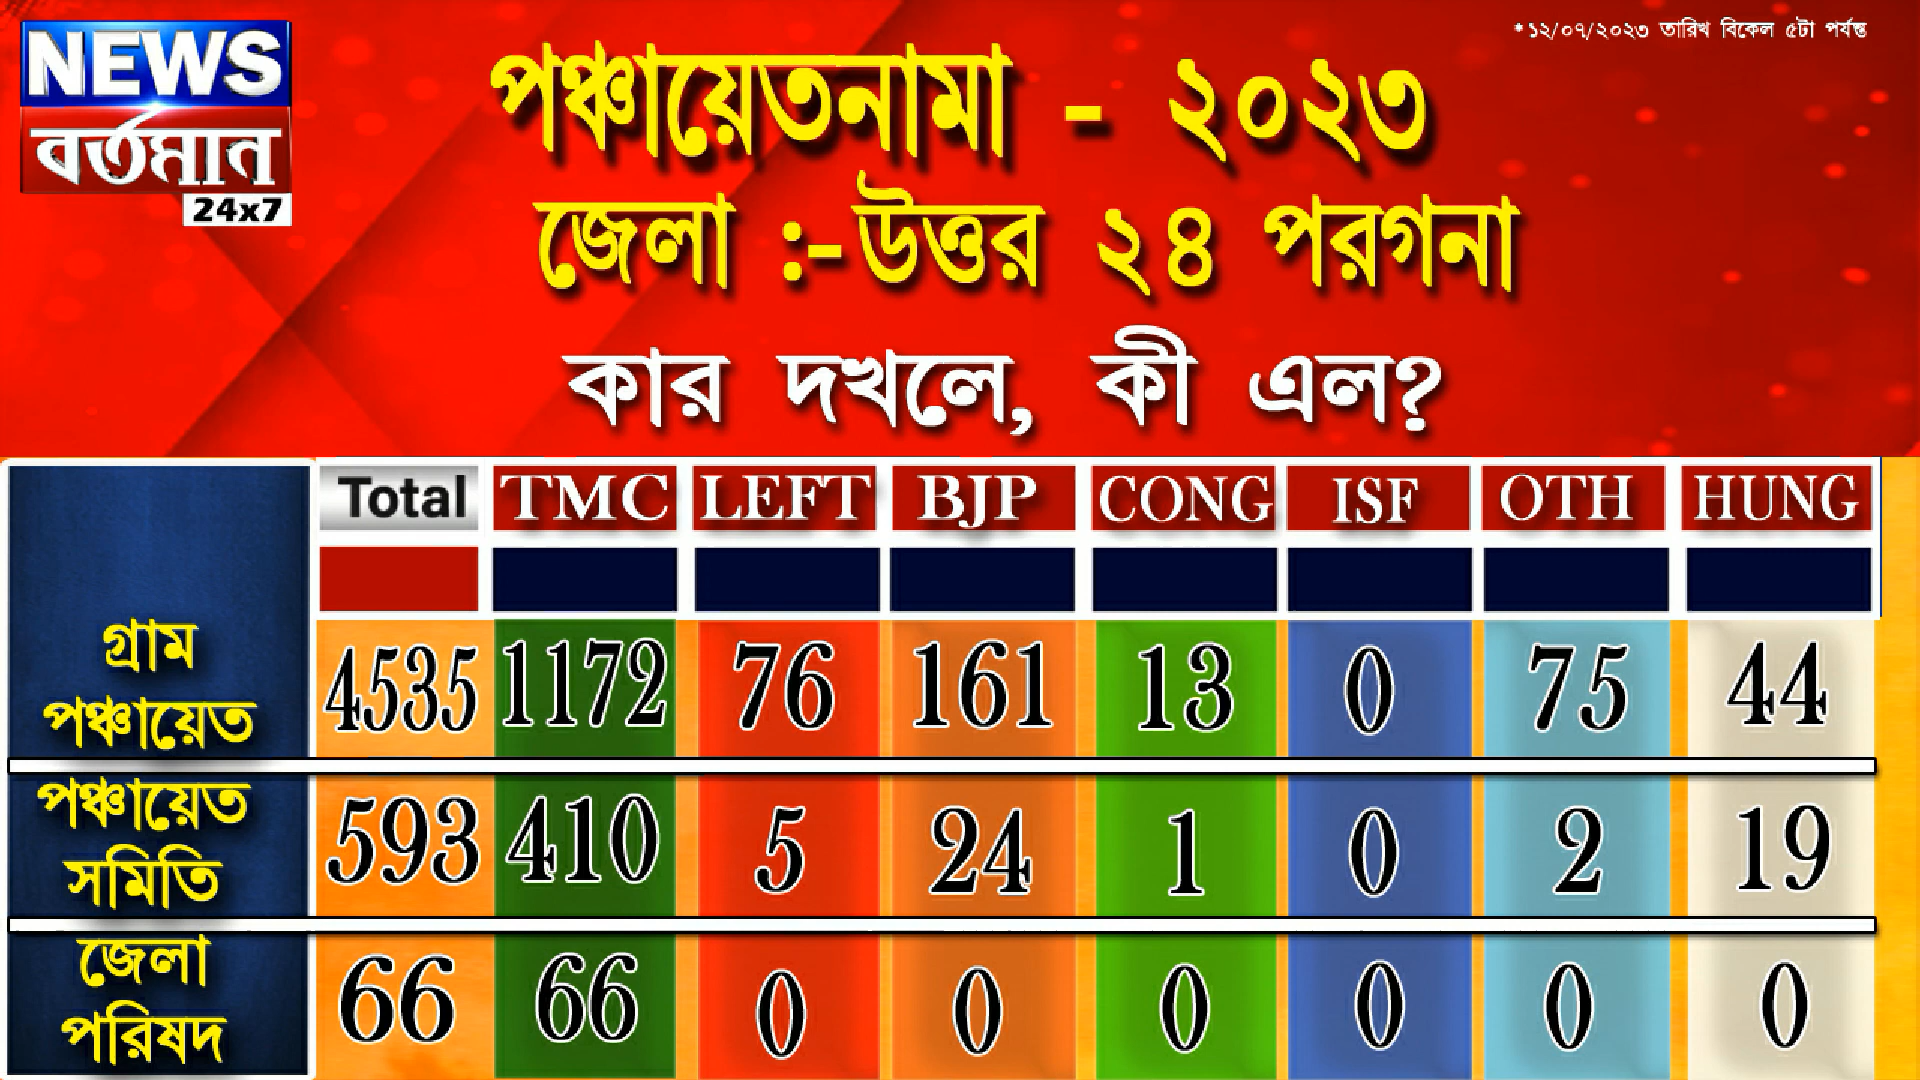 NEWS
বর্তমান
24x7
*১২/০৭/২০২৩ তারিখ বিকেল ৫টা পর্যন্ত
পঞ্চায়েতনামা - ২০২৩
জেলা :-উত্তর ২৪ পরগনা
কার দখলে, কী এল?
Total TMC LEFT BJP CONG ISF OTH HUNG
গ্রাম
পঞ্চায়েত
4535 1172 76 161 13 0 75 44
পঞ্চায়েত
সমিতি
593 410 5 24 1 0 2 19
জেলা
পরিষদ
66 66 0 0 0 0 0 0